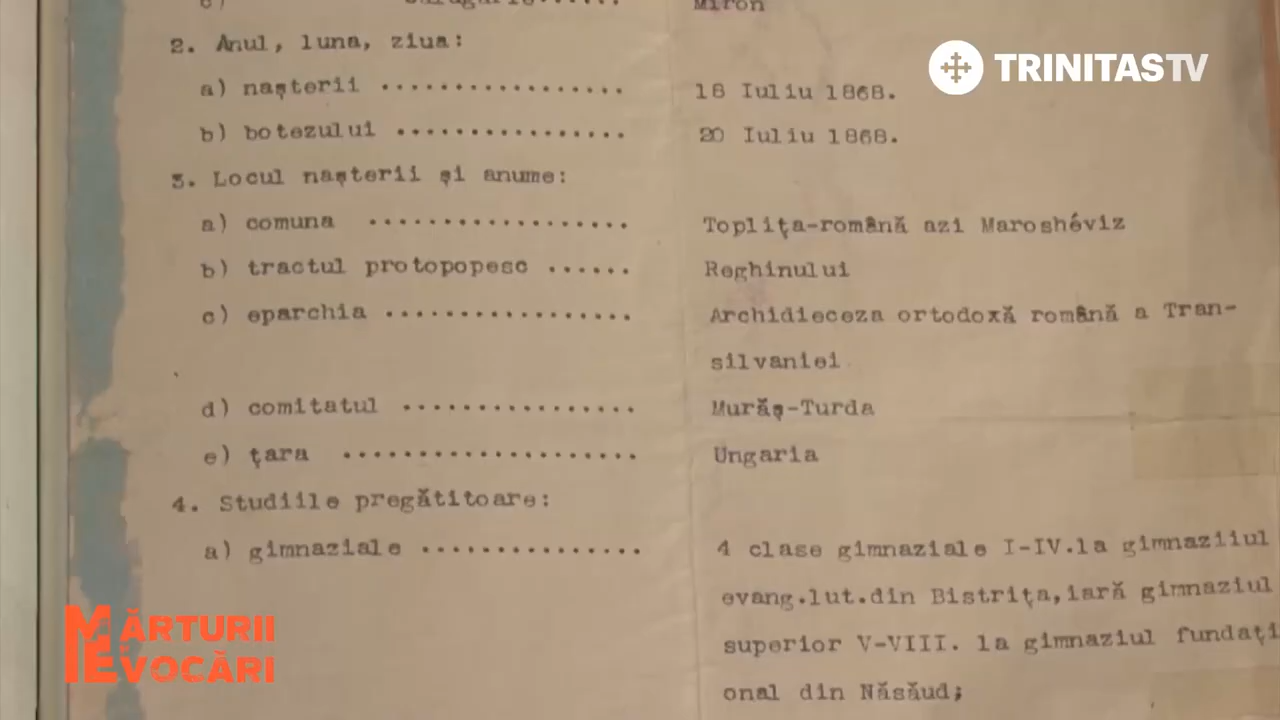 Miron
2. Anul, luna, ziua:
a) nașterii ................. 18 Iuliu 1868.
b) botezului ................ 20 Iuliu 1868.
3. Locul nașterii și anume:
a) comuna .................. Toplița-română azi Maroshéviz
b) tractul protopopesc ...... Reghinului
c) eparchia ................. Archidieceza ortodoxă română a Tran-
silvaniei
d) comitatul ................ Murăș-Turda
e) țara .................... Ungaria
4. Studiile pregătitoare:
a) gimnaziale ............... 4 clase gimnaziale I-IV.la gimnaziiul
evang.lut.din Bistrița,iară gimnaziul
superior V-VIII. la gimnaziul fundați
onal din Năsăud;
TRINITAS TV
MĂRTURII
EVOCĂRI